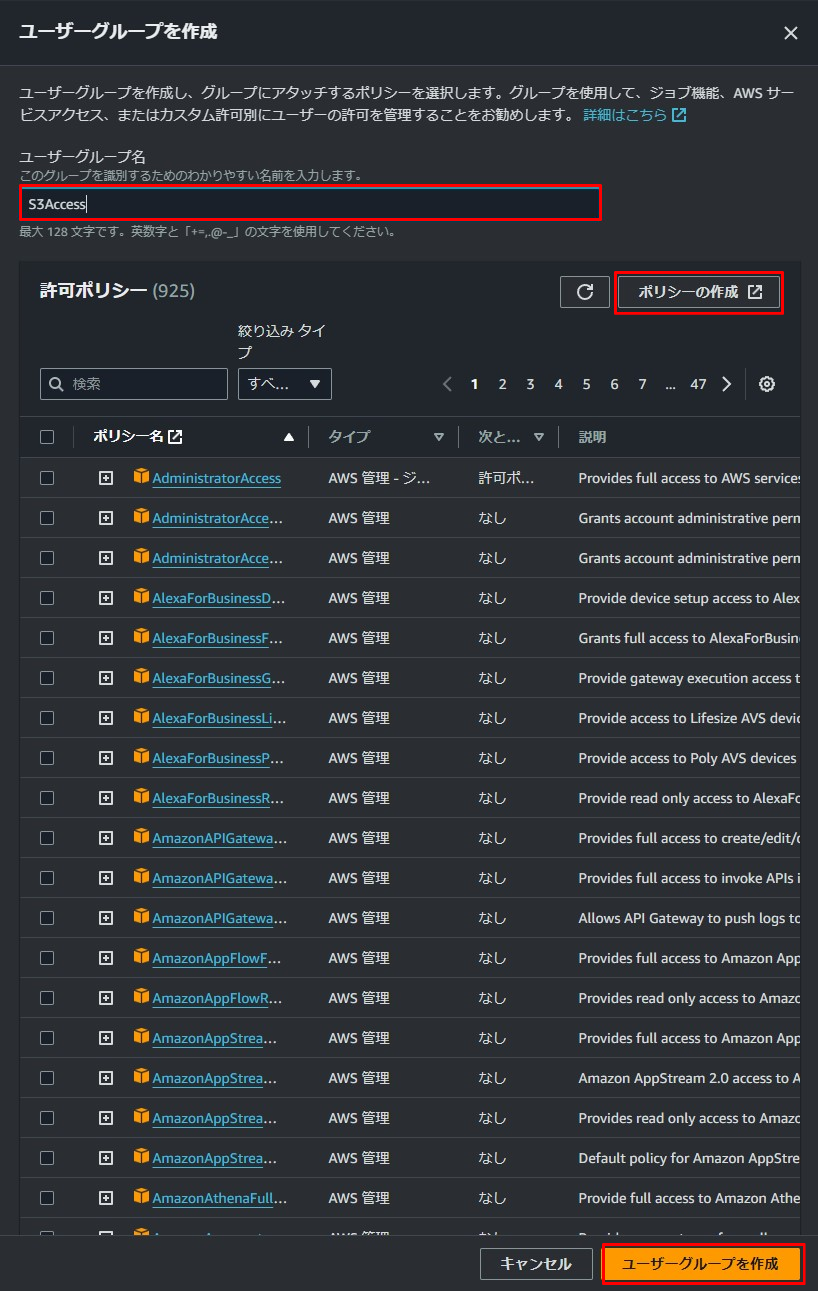 ユーザーグループを作成
ユーザーグループを作成し、グループにアタッチするポリシーを選択します。グループを使用して、ジョブ機能、AWS サー
ビスアクセス、またはカスタム許可別にユーザーの許可を管理することをお勧めします。 詳細はこちら
ユーザーグループ名
このグループを識別するためのわかりやすい名前を入力します。
S3Access
最大 128 文字です。英数字と「+=,.@-_」の文字を使用してください。
許可ポリシー (925)
ポリシーの作成
絞り込み タイ
プ
検索 すべ... 1 2 3 4 5 6 7 ... 47
ポリシー名 タイプ 次と... 説明
AdministratorAccess AWS 管理 - ジ... 許可ポ... Provides full access to AWS services
AdministratorAcce... AWS 管理 なし Grants account administrative perm
AdministratorAcce... AWS 管理 なし Grants account administrative perm
AlexaForBusinessD... AWS 管理 なし Provide device setup access to Alex
AlexaForBusinessF... AWS 管理 なし Grants full access to AlexaForBusin
AlexaForBusinessG... AWS 管理 なし Provide gateway execution access t
AlexaForBusinessLi... AWS 管理 なし Provide access to Lifesize AVS devic
AlexaForBusinessP... AWS 管理 なし Provide access to Poly AVS devices
AlexaForBusinessR... AWS 管理 なし Provide read only access to AlexaFo
AmazonAPIGatewa... AWS 管理 なし Provides full access to create/edit/d
AmazonAPIGatewa... AWS 管理 なし Provides full access to invoke APIs i
AmazonAPIGatewa... AWS 管理 なし Allows API Gateway to push logs to
AmazonAppFlowF... AWS 管理 なし Provides full access to Amazon App
AmazonAppFlowR... AWS 管理 なし Provides read only access to Amazo
AmazonAppStrea... AWS 管理 なし Provides full access to Amazon App
AmazonAppStrea... AWS 管理 なし Amazon AppStream 2.0 access to A
AmazonAppStrea... AWS 管理 なし Provides read only access to Amazo
AmazonAppStrea... AWS 管理 なし Default policy for Amazon AppStre
AmazonAthenaFull... AWS 管理 なし Provide full access to Amazon Athe
キャンセル ユーザーグループを作成